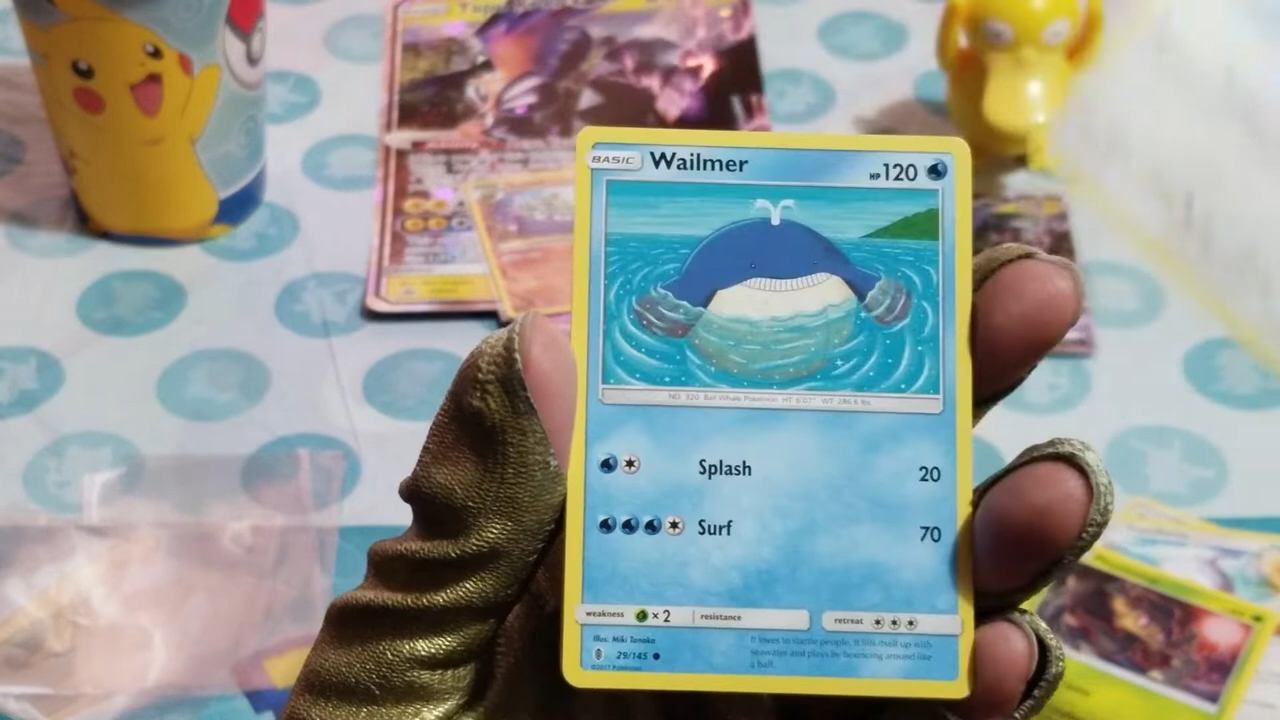 BASIC Wailmer HP 120
NO. 320 Ball Whale Pokémon HT 6'07" WT 286.6 lbs.
Splash 20
Surf 70
weakness ×2 resistance retreat
Illus. Miki Tanaka
29/145
©2017 Pokémon
It loves to startle people. It fills itself up with
seawater and plays by bouncing around like
a ball.